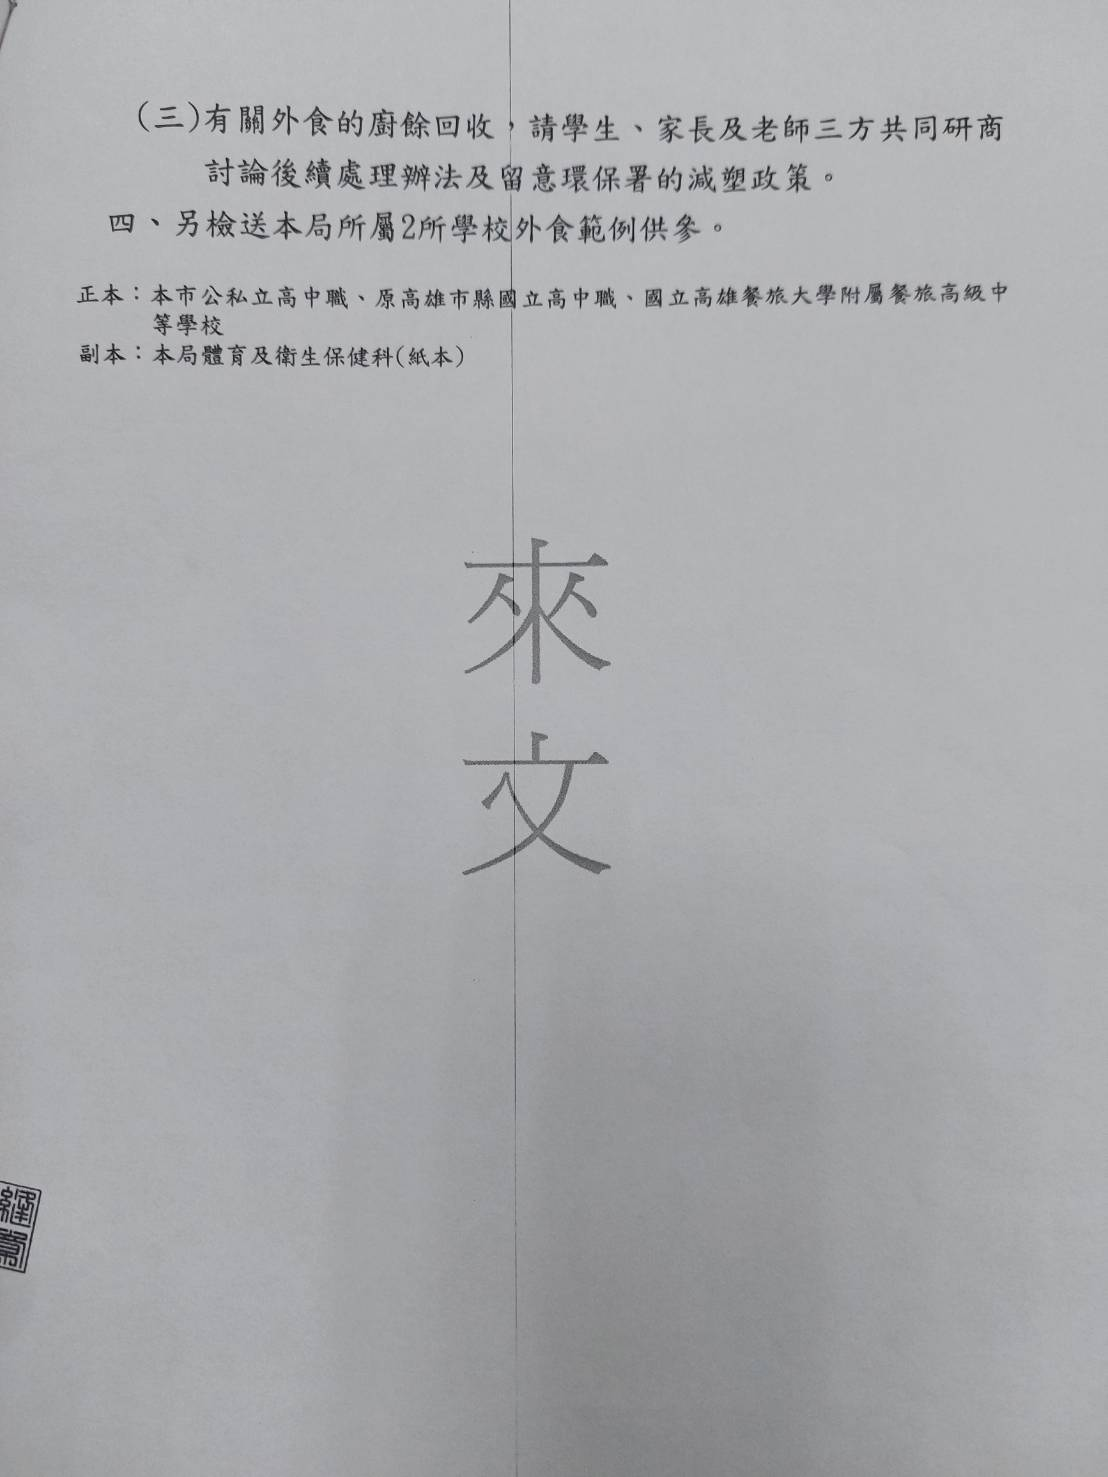 (三)有關外食的廚餘回收，請學生、家長及老師三方共同研商
討論後續處理辦法及留意環保署的減塑政策。
四、另檢送本局所屬2所學校外食範例供參。
正本：本市公私立高中職、原高雄市縣國立高中職、國立高雄餐旅大學附屬餐旅高級中
等學校
副本：本局體育及衛生保健科(紙本)
來
文